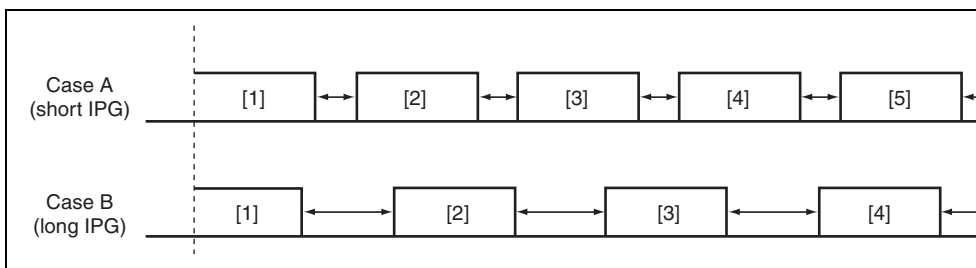 Case A
(short IPG)
[1] [2] [3] [4] [5]
Case B
(long IPG)
[1] [2] [3] [4]